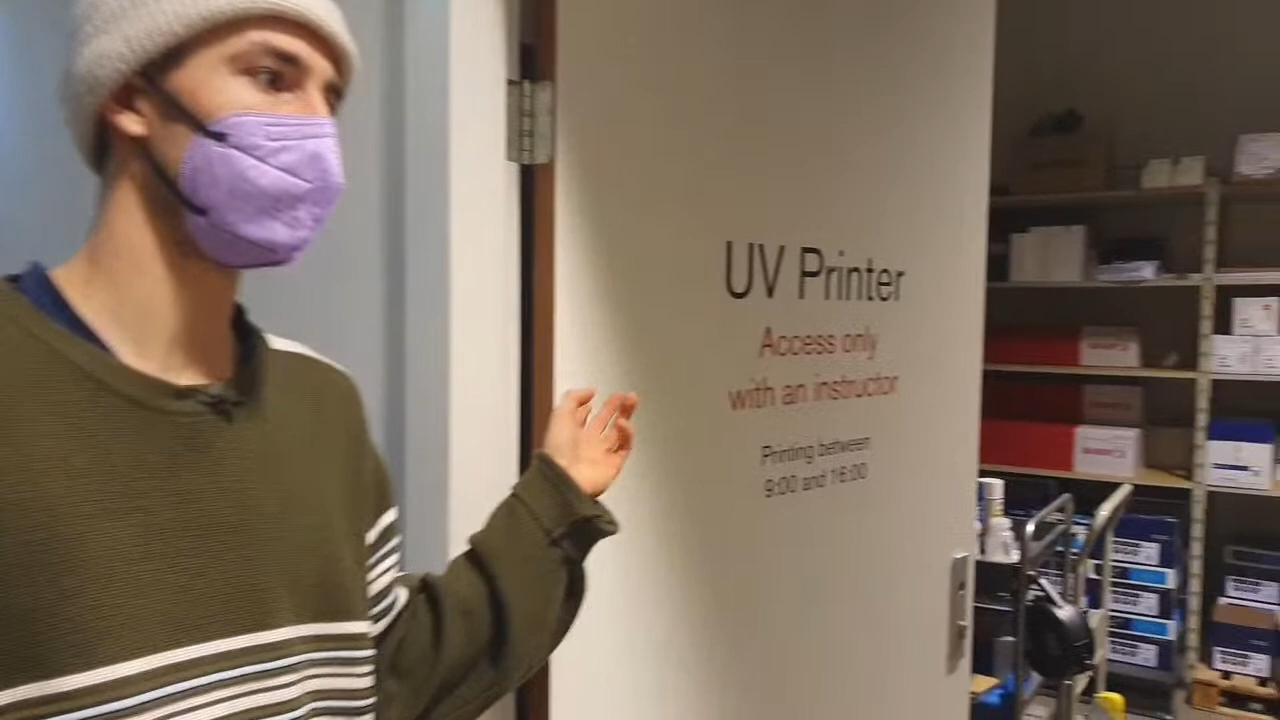 UV Printer
Access only
with an instructor
Printing between
9:00 and 16:00